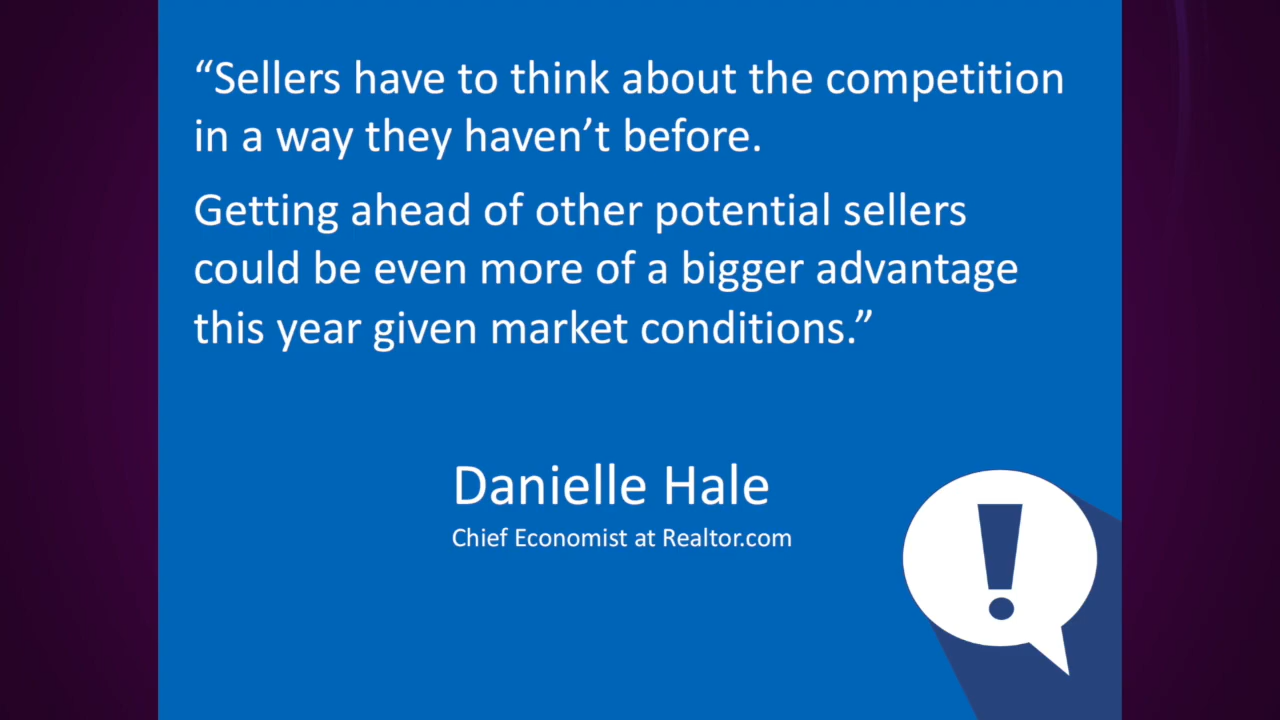 “Sellers have to think about the competition
in a way they haven’t before.
Getting ahead of other potential sellers
could be even more of a bigger advantage
this year given market conditions.”
Danielle Hale
Chief Economist at Realtor.com
!